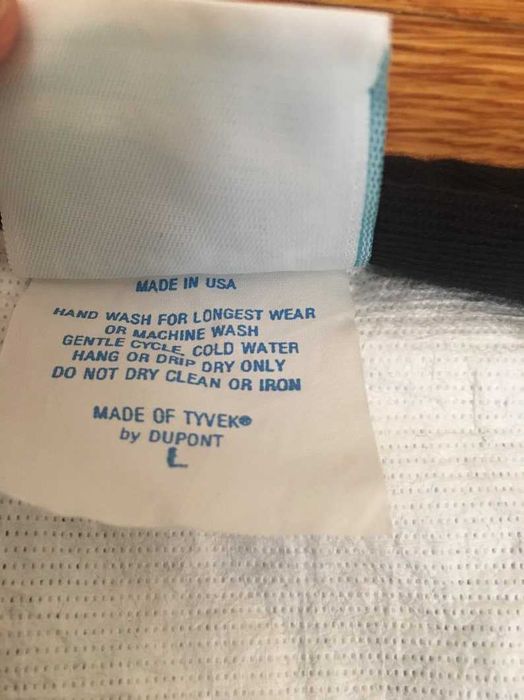 MADE IN USA
HAND WASH FOR LONGEST WEAR
OR MACHINE WASH
GENTLE CYCLE, COLD WATER
HANG OR DRIP DRY ONLY
DO NOT DRY CLEAN OR IRON
MADE OF TYVEK®
by DUPONT
L